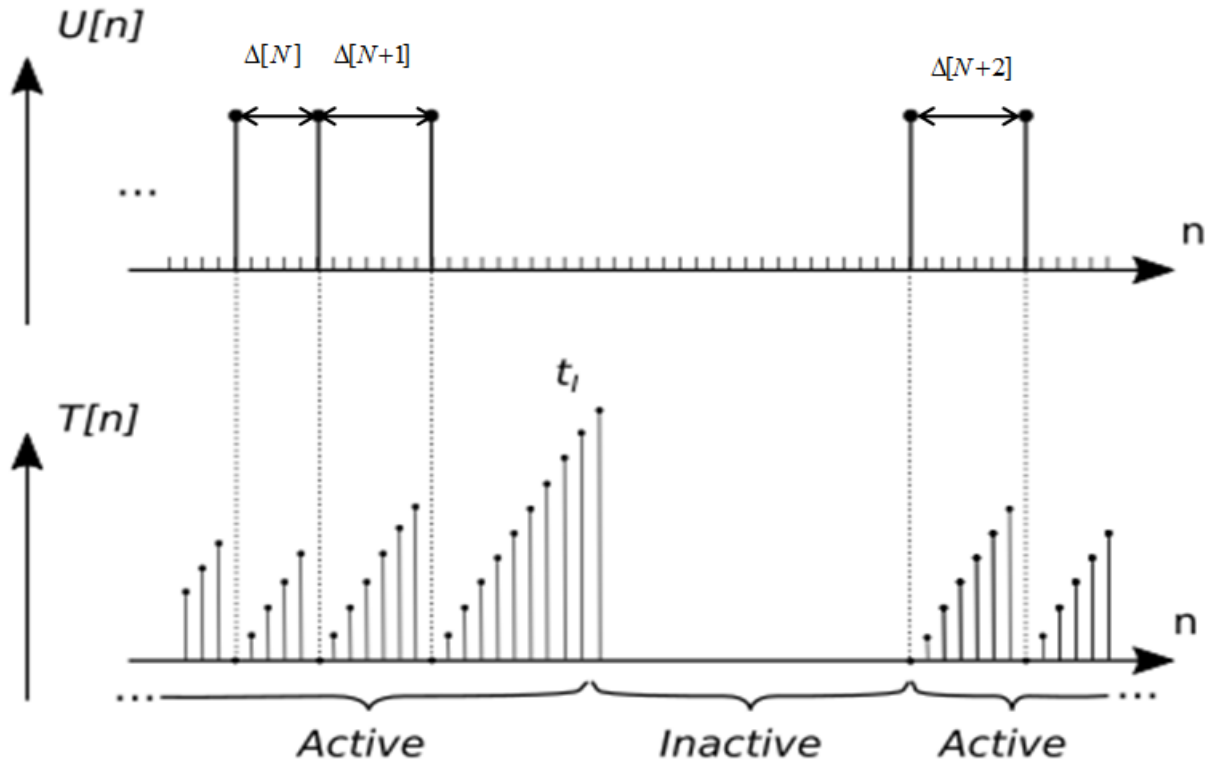 U[n]
Δ[N] Δ[N+1] Δ[N+2]
...
n
t_I
T[n]
n
... ...
Active Inactive Active